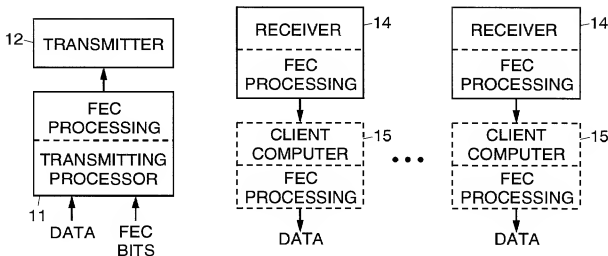 12
TRANSMITTER
FEC
PROCESSING
TRANSMITTING
PROCESSOR
11
DATA
FEC
BITS
14
RECEIVER
FEC
PROCESSING
15
CLIENT
COMPUTER
FEC
PROCESSING
DATA
14
RECEIVER
FEC
PROCESSING
15
CLIENT
COMPUTER
FEC
PROCESSING
DATA